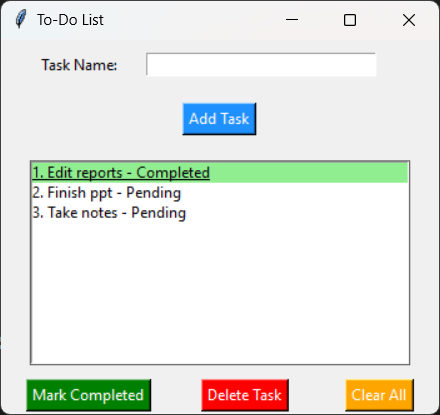 To-Do List
Task Name:
Add Task
1. Edit reports - Completed
2. Finish ppt - Pending
3. Take notes - Pending
Mark Completed
Delete Task
Clear All